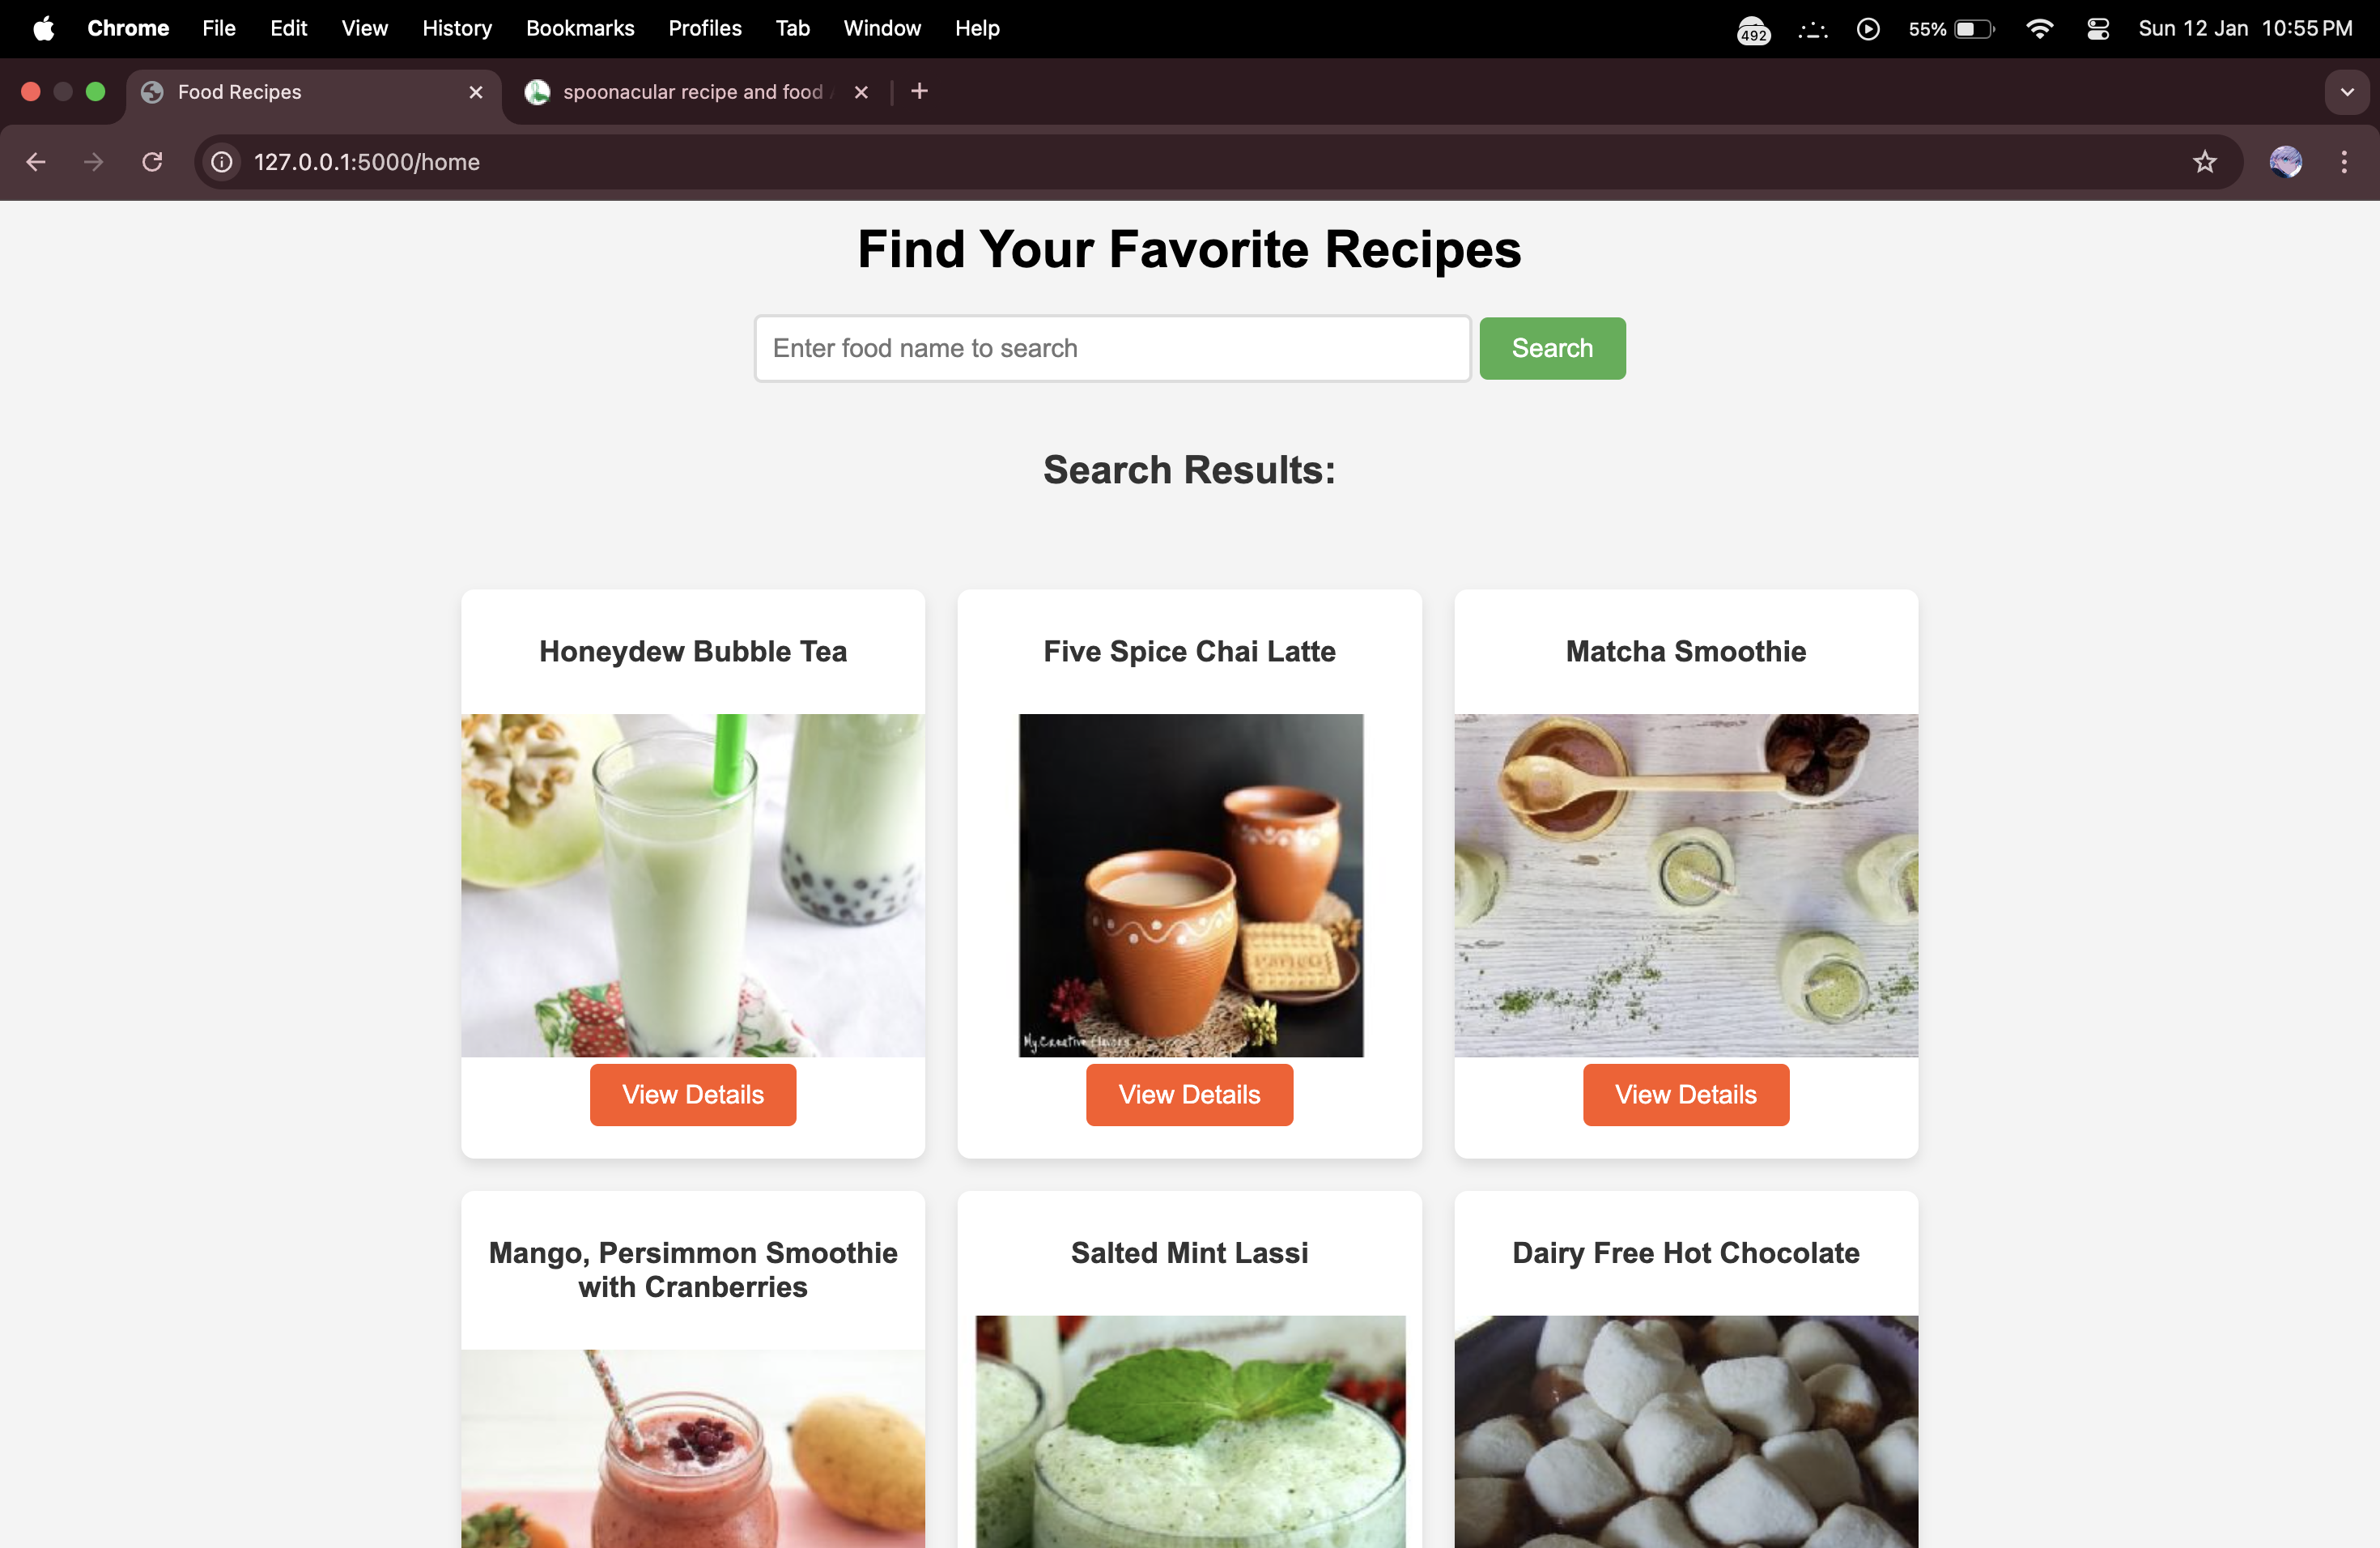 Chrome File Edit View History Bookmarks Profiles Tab Window Help 492 55% Sun 12 Jan 10:55 PM
Food Recipes spoonacular recipe and food
127.0.0.1:5000/home
Find Your Favorite Recipes
Enter food name to search Search
Search Results:
Honeydew Bubble Tea Five Spice Chai Latte Matcha Smoothie
My Creative Flavors
View Details View Details View Details
Mango, Persimmon Smoothie
with Cranberries
Salted Mint Lassi Dairy Free Hot Chocolate